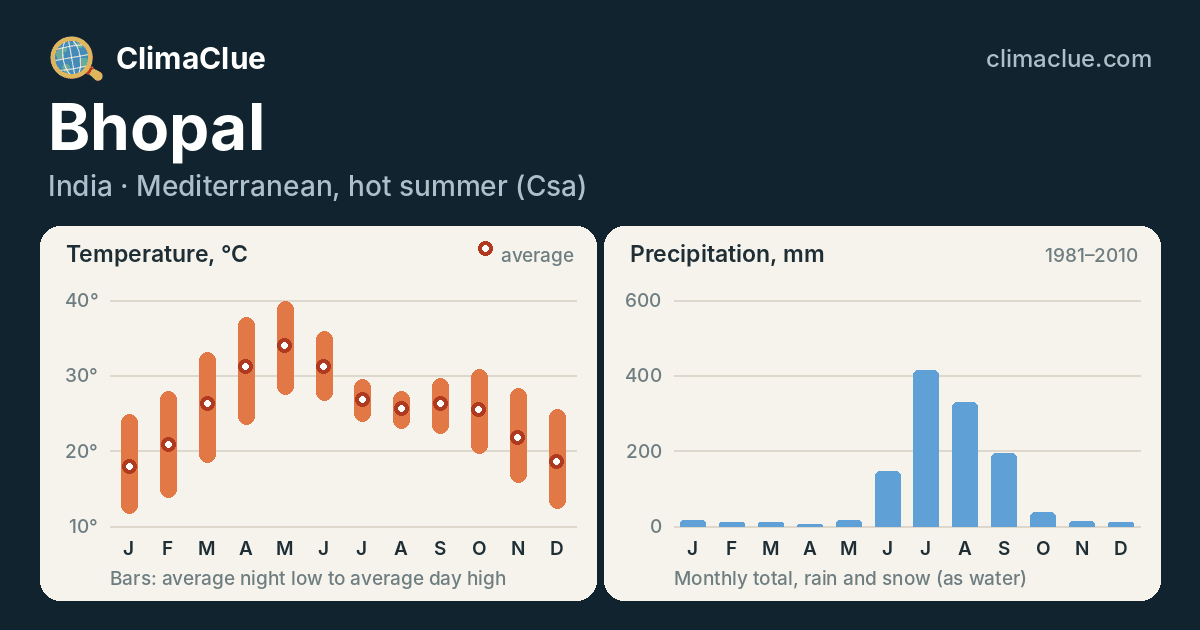 ClimaClue
climaclue.com
Bhopal
India · Mediterranean, hot summer (Csa)
Temperature, °C
average
40°
30°
20°
10°
J F M A M J J A S O N D
Bars: average night low to average day high
Precipitation, mm
1981–2010
600
400
200
0
J F M A M J J A S O N D
Monthly total, rain and snow (as water)